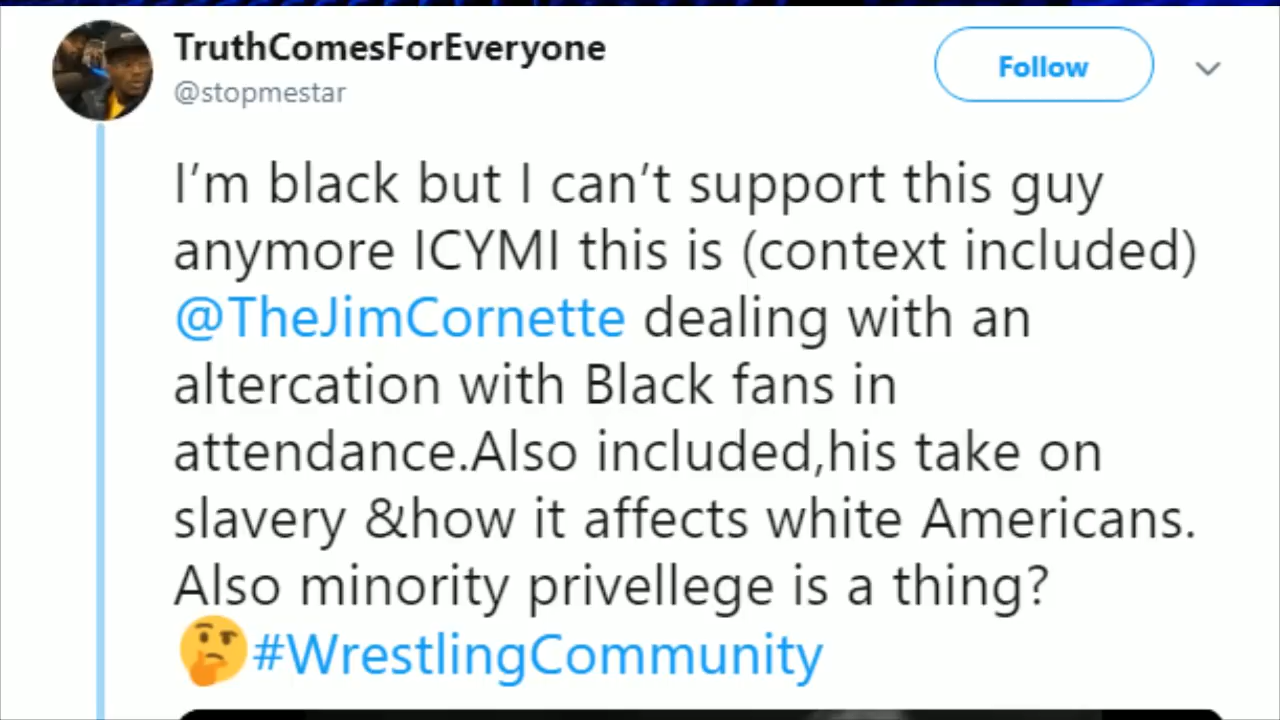 TruthComesForEveryone
Follow
@stopmestar
I’m black but I can’t support this guy
anymore ICYMI this is (context included)
@TheJimCornette dealing with an
altercation with Black fans in
attendance.Also included,his take on
slavery &how it affects white Americans.
Also minority privellege is a thing?
🤔#WrestlingCommunity